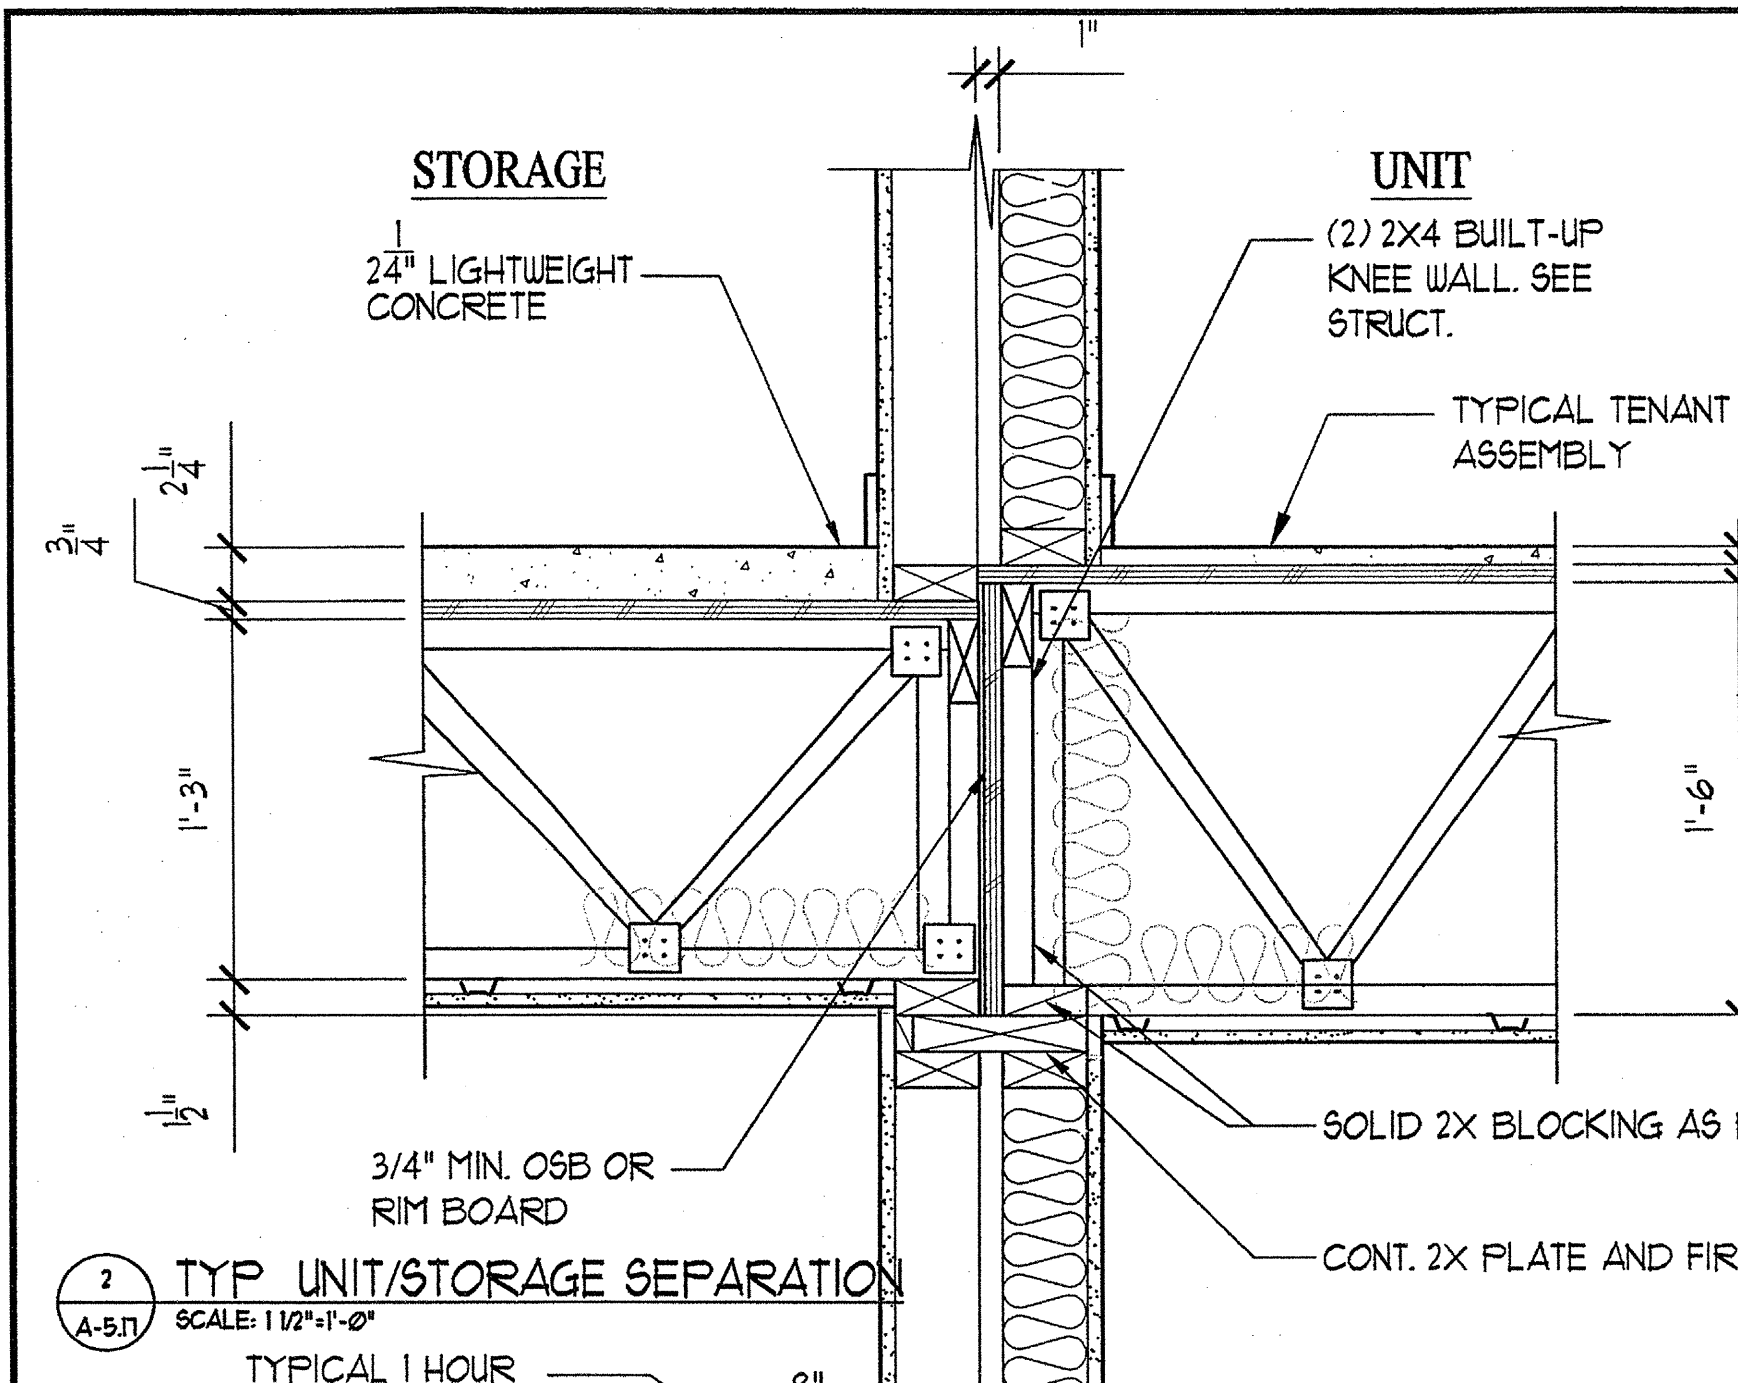 1"
STORAGE
UNIT
2 1/4" LIGHTWEIGHT
CONCRETE
(2) 2X4 BUILT-UP
KNEE WALL. SEE
STRUCT.
TYPICAL TENANT
ASSEMBLY
2 1/4"
3/4"
1'-3"
1'-6"
1 1/2"
SOLID 2X BLOCKING AS
3/4" MIN. OSB OR
RIM BOARD
CONT. 2X PLATE AND FIR
2
A-5.17
TYP UNIT/STORAGE SEPARATION
SCALE: 1 1/2"=1'-0"
TYPICAL 1 HOUR